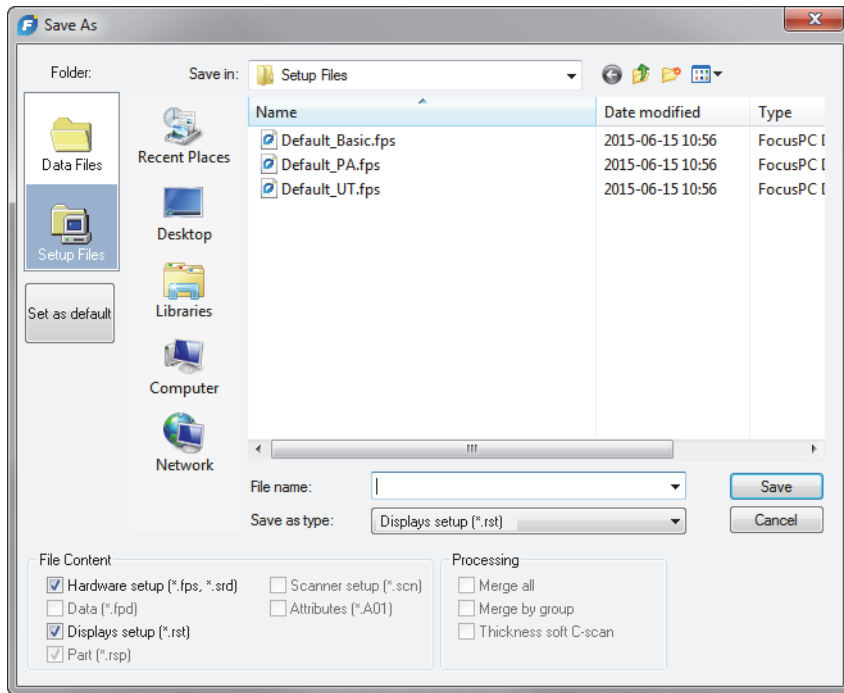 Save As
Folder:
Save in: Setup Files
Data Files
Setup Files
Set as default
Recent Places
Desktop
Libraries
Computer
Network
Name Date modified Type
Default_Basic.fps 2015-06-15 10:56 FocusPC
Default_PA.fps 2015-06-15 10:56 FocusPC
Default_UT.fps 2015-06-15 10:56 FocusPC
File name: Save
Save as type: Displays setup (*.rst) Cancel
File Content
Hardware setup (*.fps, *.srd) Scanner setup (*.scn)
Data (*.fpd) Attributes (*.A01)
Displays setup (*.rst)
Part (*.rsp)
Processing
Merge all
Merge by group
Thickness soft C-scan